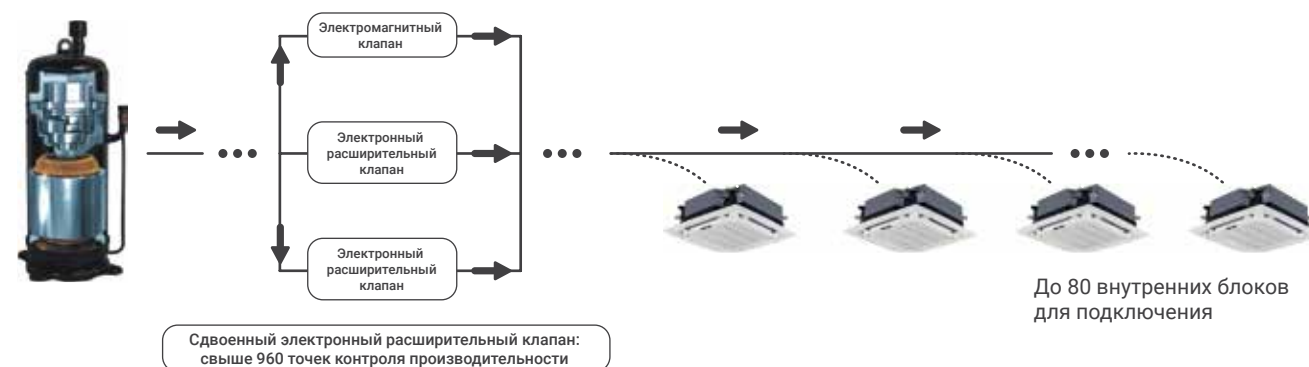 Электромагнитный
клапан
Электронный
расширительный
клапан
Электронный
расширительный
клапан
До 80 внутренних блоков
для подключения
Сдвоенный электронный расширительный клапан:
свыше 960 точек контроля производительности